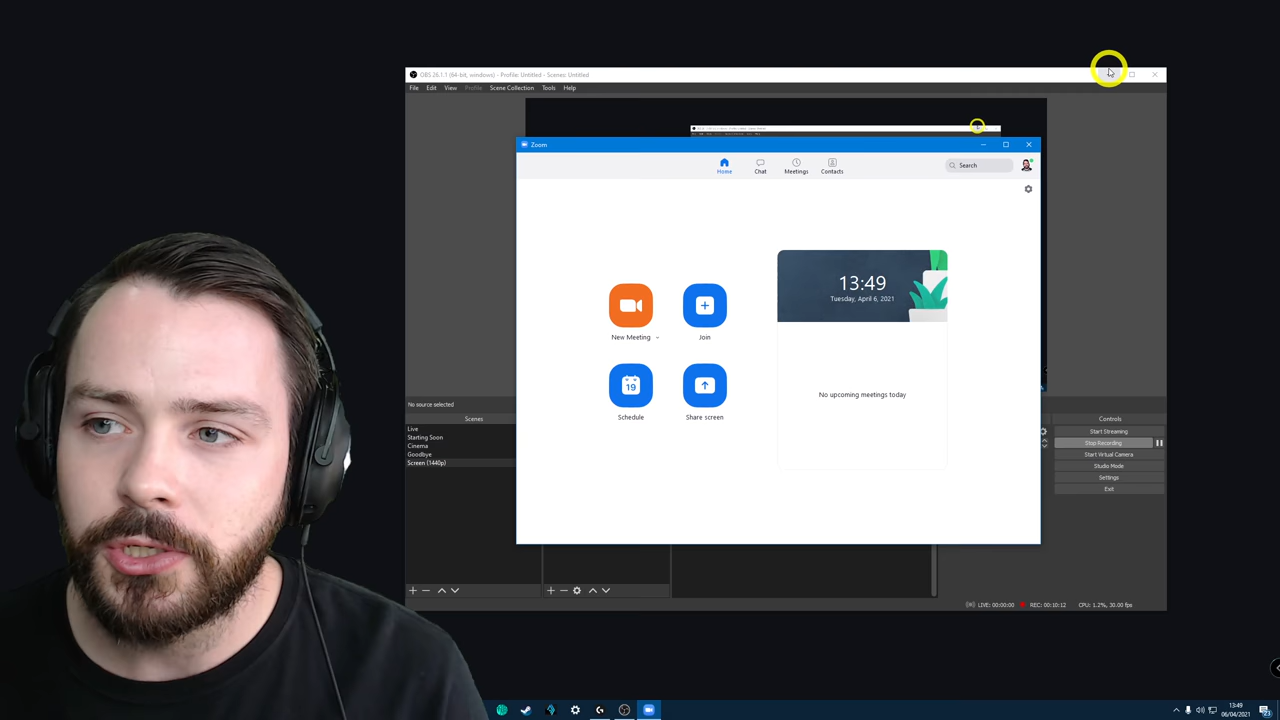 OBS 26.1.1 (64-bit, windows) - Profile: Untitled - Scenes: Untitled
File Edit View Profile Scene Collection Tools Help
Zoom
Home Chat Meetings Contacts
Search
13:49
Tuesday, April 6, 2021
New Meeting
Join
19
Schedule
Share screen
No upcoming meetings today
No source selected
Scenes
Live
Starting Soon
Cinema
Goodbye
Screen (1440p)
Controls
Start Streaming
Stop Recording
Start Virtual Camera
Studio Mode
Settings
Exit
LIVE: 00:00:00 REC: 00:10:12 CPU: 1.2%, 30.00 fps
13:49
06/04/2021